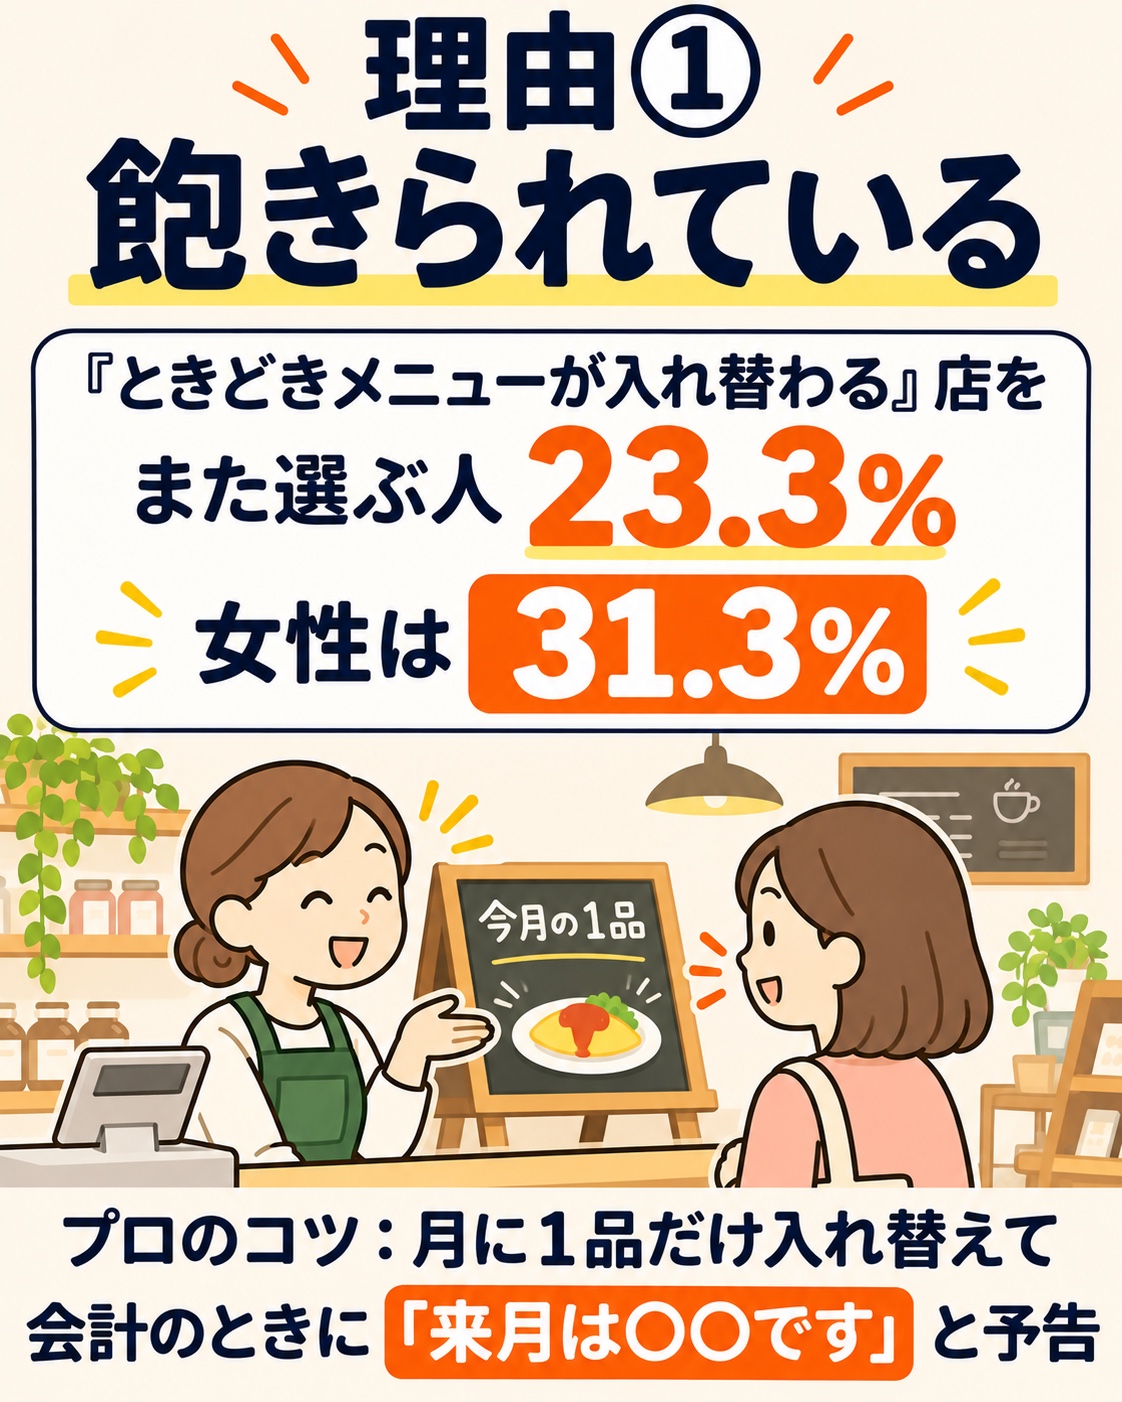 理由①
飽きられている
『ときどきメニューが入れ替わる』店を
また選ぶ人 23.3%
女性は 31.3%
今月の1品
プロのコツ：月に1品だけ入れ替えて
会計のときに「来月は〇〇です」と予告